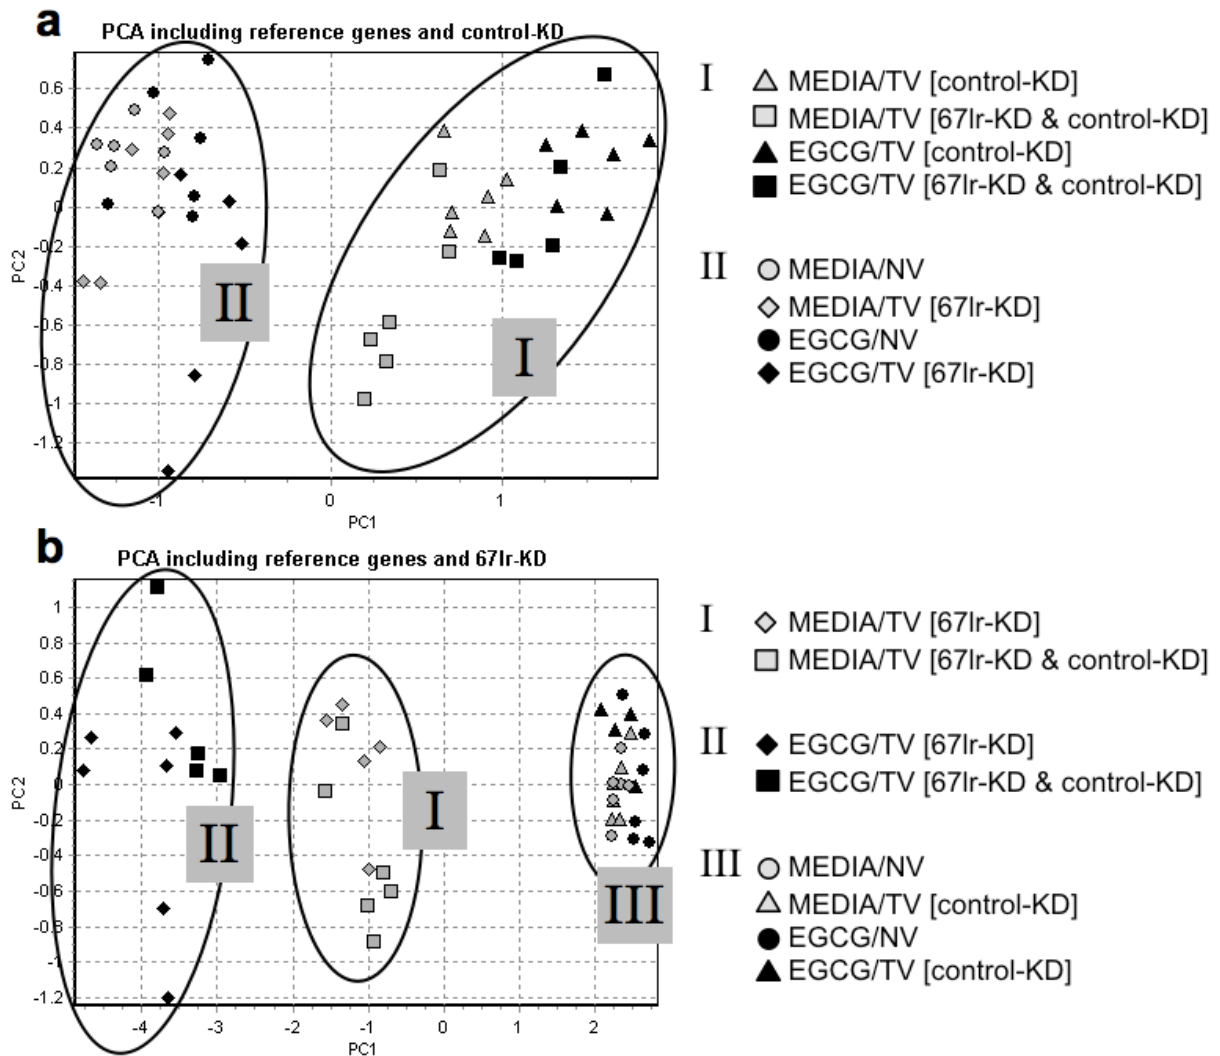 a
PCA including reference genes and control-KD
0.6
0.4
0.2
0
-0.2
-0.4
-0.6
-0.8
-1
-1.2
PC2
-1
0
1
PC1
II
I
I
MEDIA/TV [control-KD]
MEDIA/TV [67lr-KD & control-KD]
EGCG/TV [control-KD]
EGCG/TV [67lr-KD & control-KD]
II
MEDIA/NV
MEDIA/TV [67lr-KD]
EGCG/NV
EGCG/TV [67lr-KD]
b
PCA including reference genes and 67lr-KD
1
0.8
0.6
0.4
0.2
0
-0.2
-0.4
-0.6
-0.8
-1
-1.2
PC2
-4
-3
-2
-1
0
1
2
PC1
II
I
III
I
MEDIA/TV [67lr-KD]
MEDIA/TV [67lr-KD & control-KD]
II
EGCG/TV [67lr-KD]
EGCG/TV [67lr-KD & control-KD]
III
MEDIA/NV
MEDIA/TV [control-KD]
EGCG/NV
EGCG/TV [control-KD]